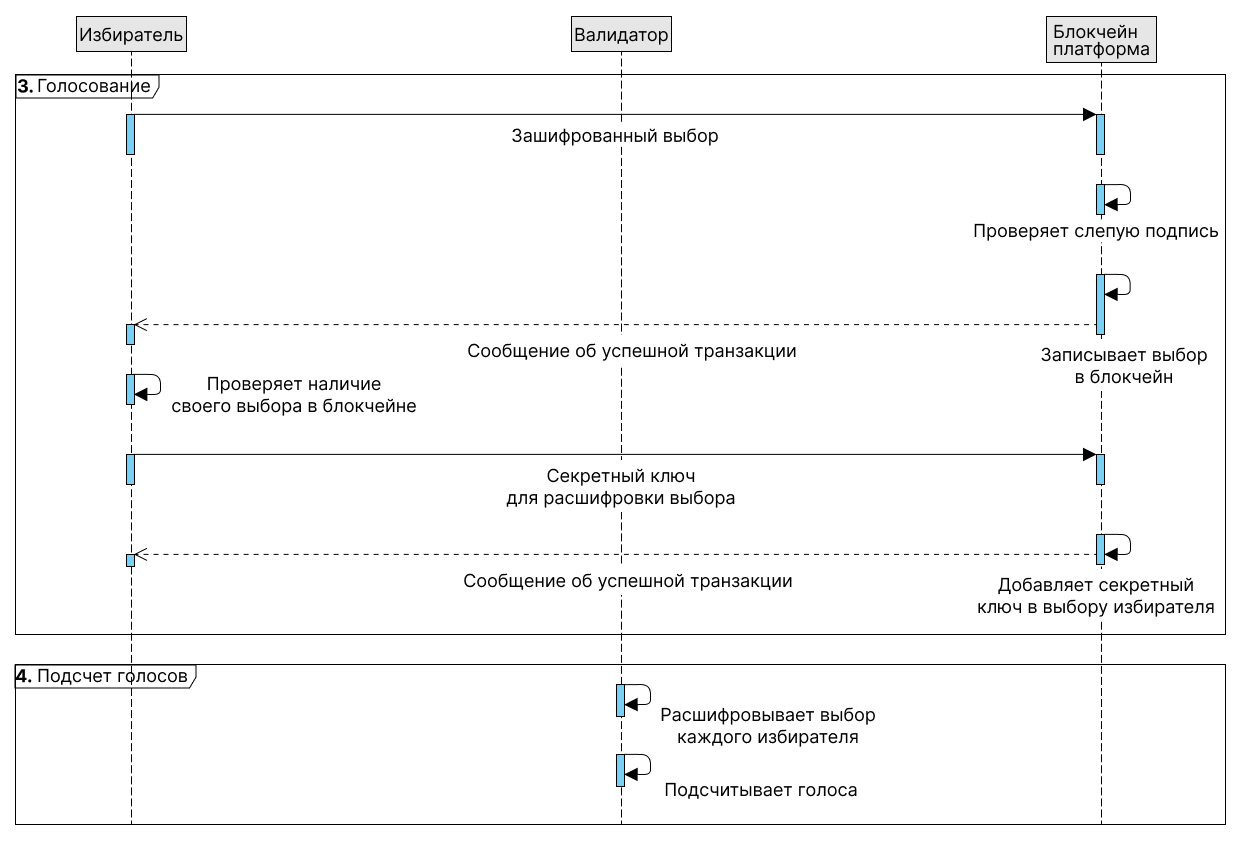 Избиратель
Валидатор
Блокчейн
платформа
3. Голосование
Зашифрованный выбор
Проверяет слепую подпись
Сообщение об успешной транзакции
Записывает выбор
в блокчейн
Проверяет наличие
своего выбора в блокчейне
Секретный ключ
для расшифровки выбора
Сообщение об успешной транзакции
Добавляет секретный
ключ в выбору избирателя
4. Подсчет голосов
Расшифровывает выбор
каждого избирателя
Подсчитывает голоса